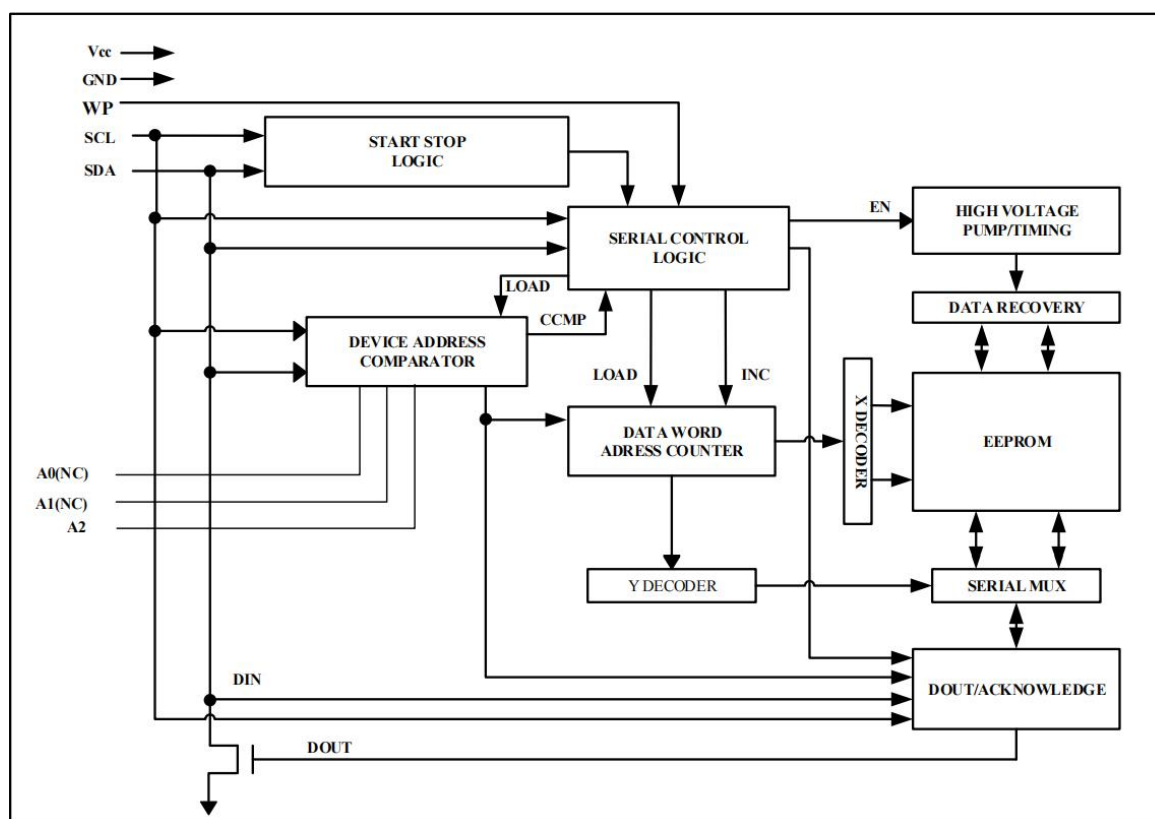 Vcc
GND
WP
SCL
SDA
START STOP
LOGIC
EN
HIGH VOLTAGE
PUMP/TIMING
SERIAL CONTROL
LOGIC
LOAD
CCMP
DATA RECOVERY
DEVICE ADDRESS
COMPARATOR
LOAD
INC
X DECODER
EEPROM
DATA WORD
ADRESS COUNTER
A0(NC)
A1(NC)
A2
Y DECODER
SERIAL MUX
DIN
DOUT/ACKNOWLEDGE
DOUT